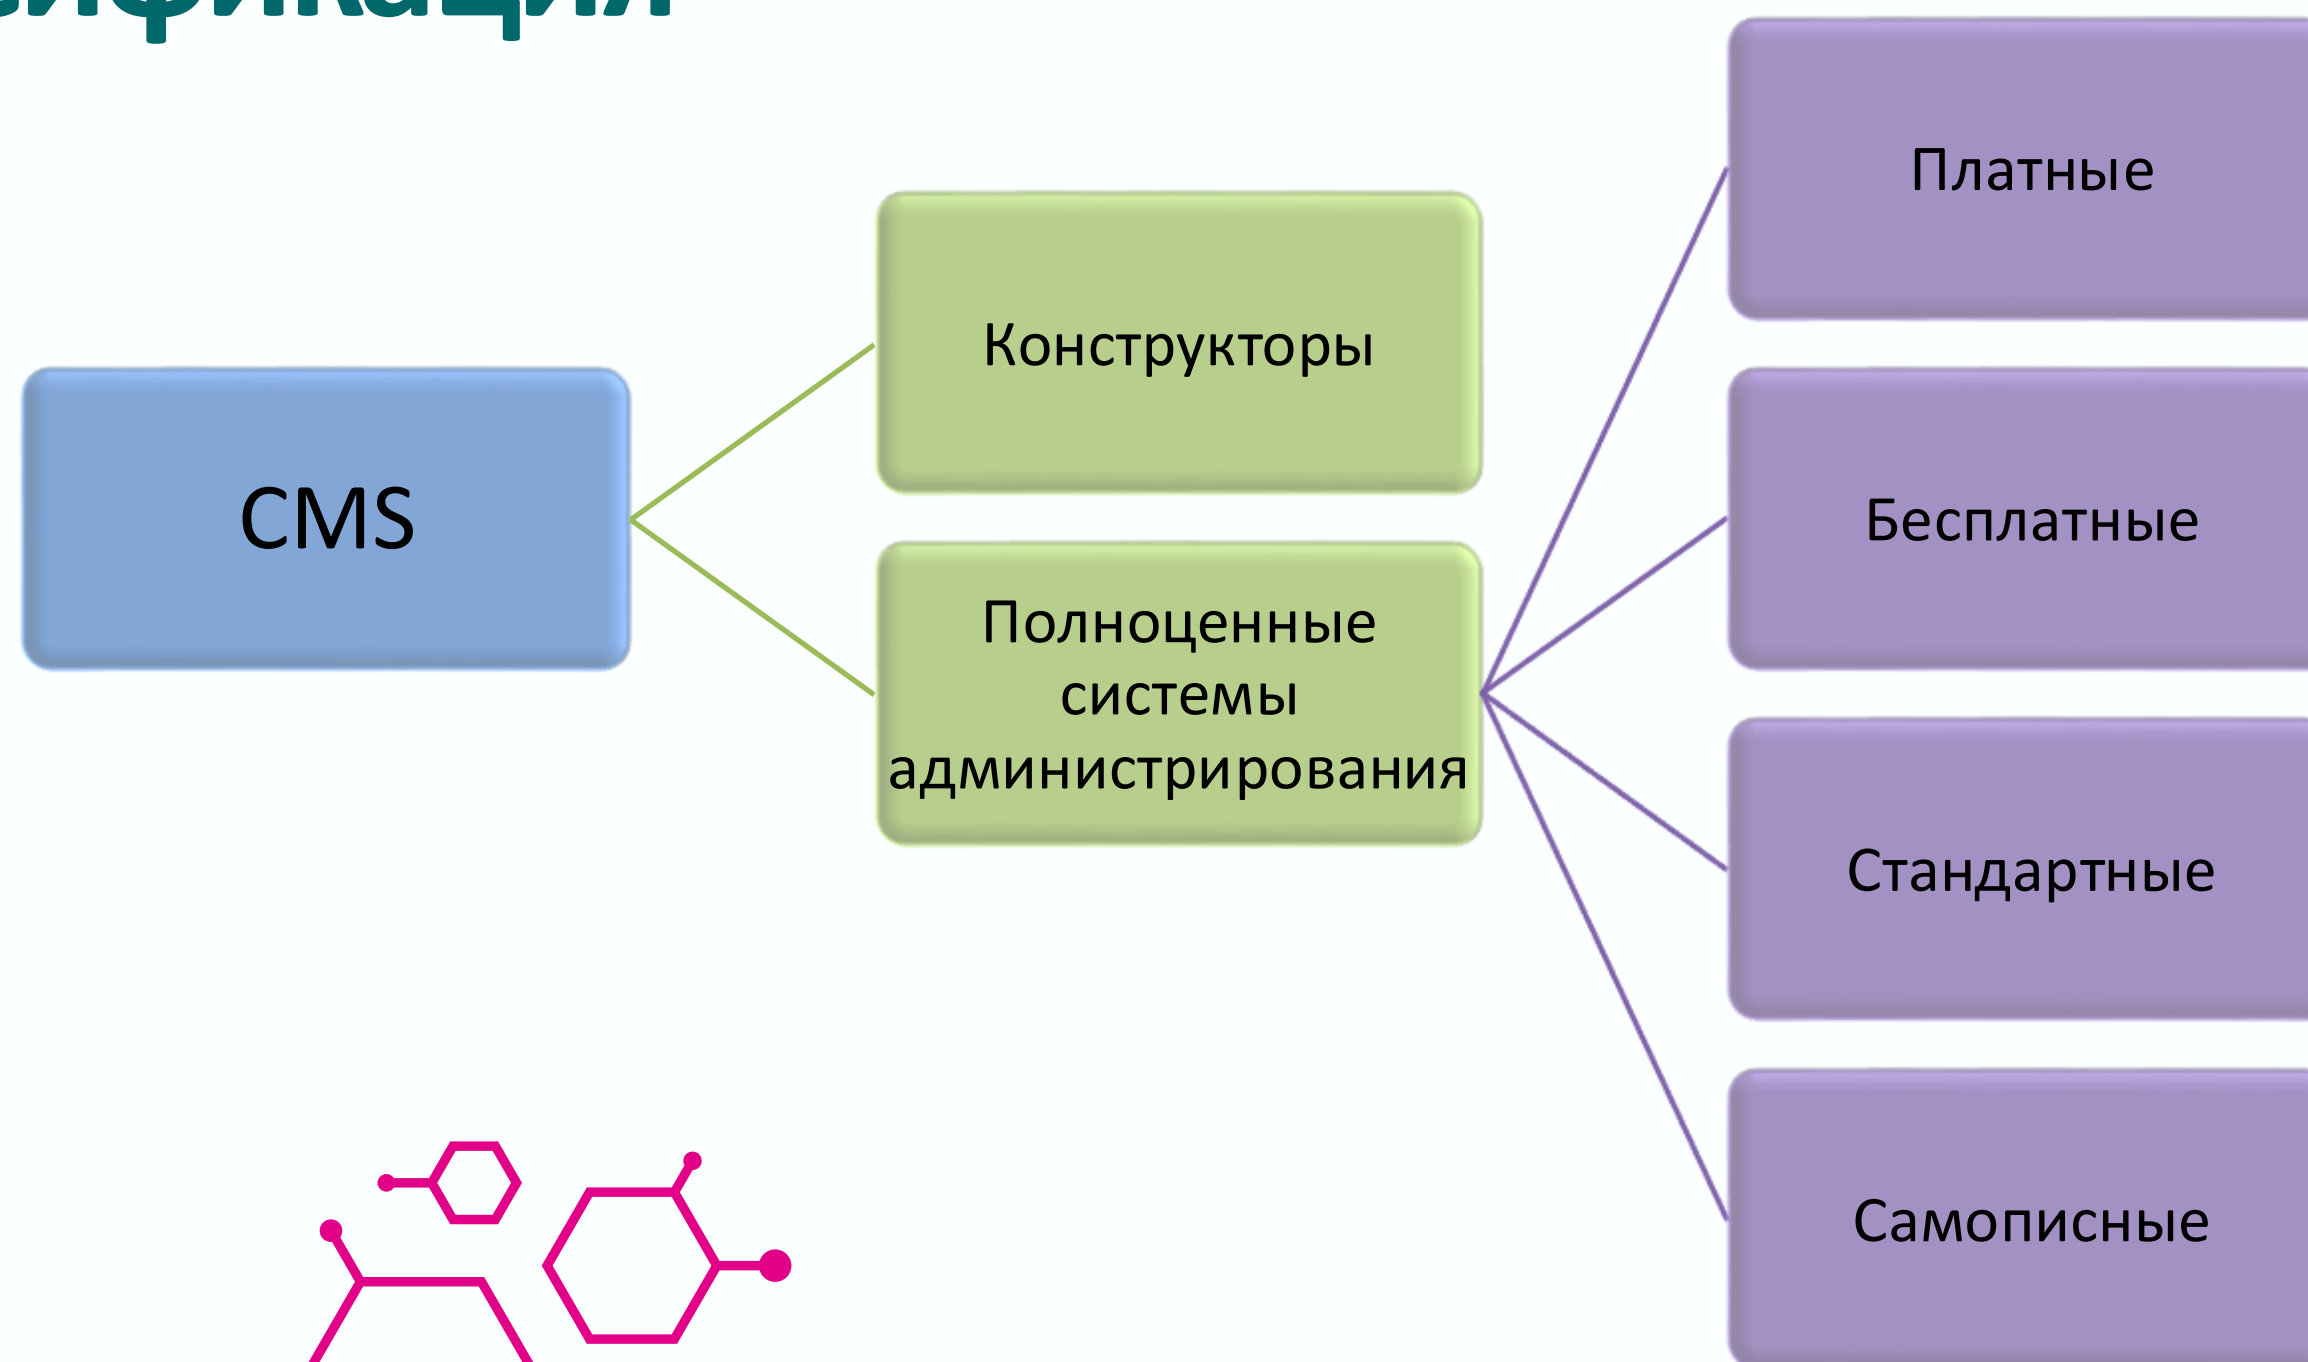 CMS
Конструкторы
Полноценные
системы
администрирования
Платные
Бесплатные
Стандартные
Самописные